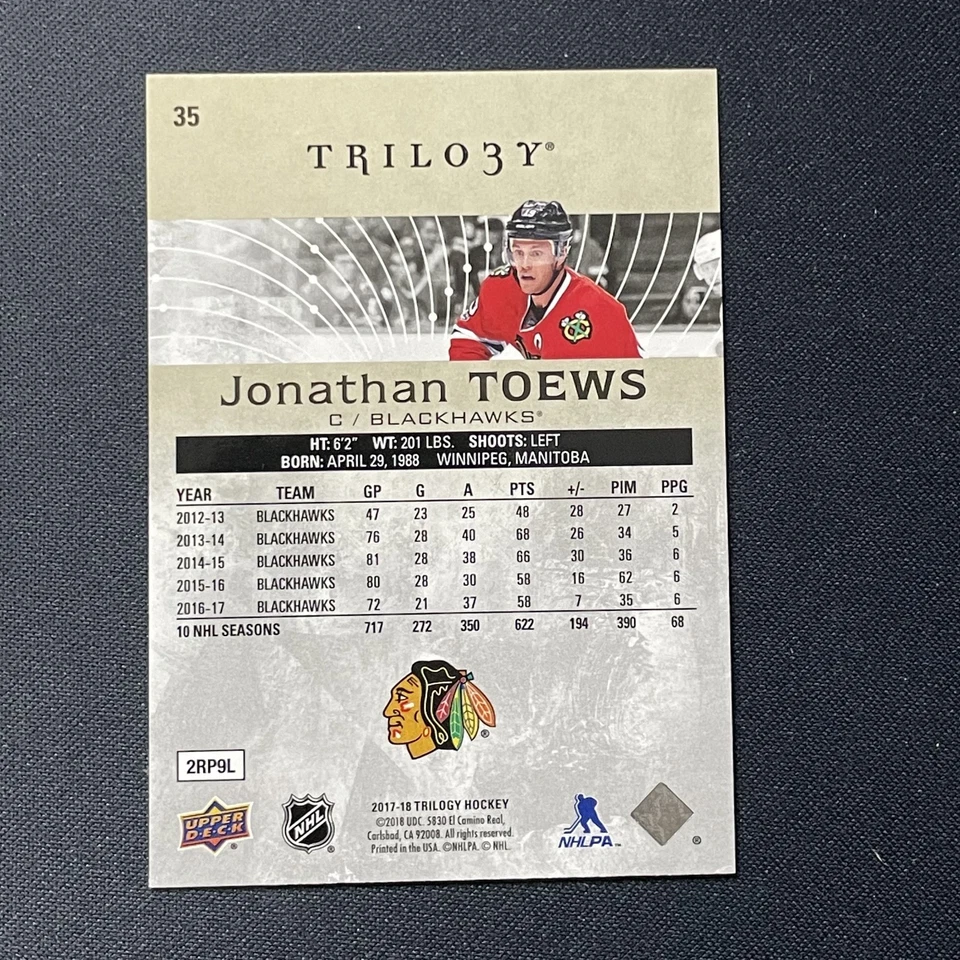 35
TRILO3Y®
Jonathan TOEWS
C / BLACKHAWKS®
HT: 6'2" WT: 201 LBS. SHOOTS: LEFT
BORN: APRIL 29, 1988 WINNIPEG, MANITOBA
YEAR TEAM GP G A PTS +/- PIM PPG
2012-13 BLACKHAWKS 47 23 25 48 28 27 2
2013-14 BLACKHAWKS 76 28 40 68 26 34 5
2014-15 BLACKHAWKS 81 28 38 66 30 36 6
2015-16 BLACKHAWKS 80 28 30 58 16 62 6
2016-17 BLACKHAWKS 72 21 37 58 7 35 6
10 NHL SEASONS 717 272 350 622 194 390 68
®
2RP9L
UPPER
DECK
®
NHL
®
2017-18 TRILOGY HOCKEY
©2018 UDC. 5830 El Camino Real,
Carlsbad, CA 92008. All rights reserved.
Printed in the USA. ©NHLPA. © NHL.
NHLPA™
®